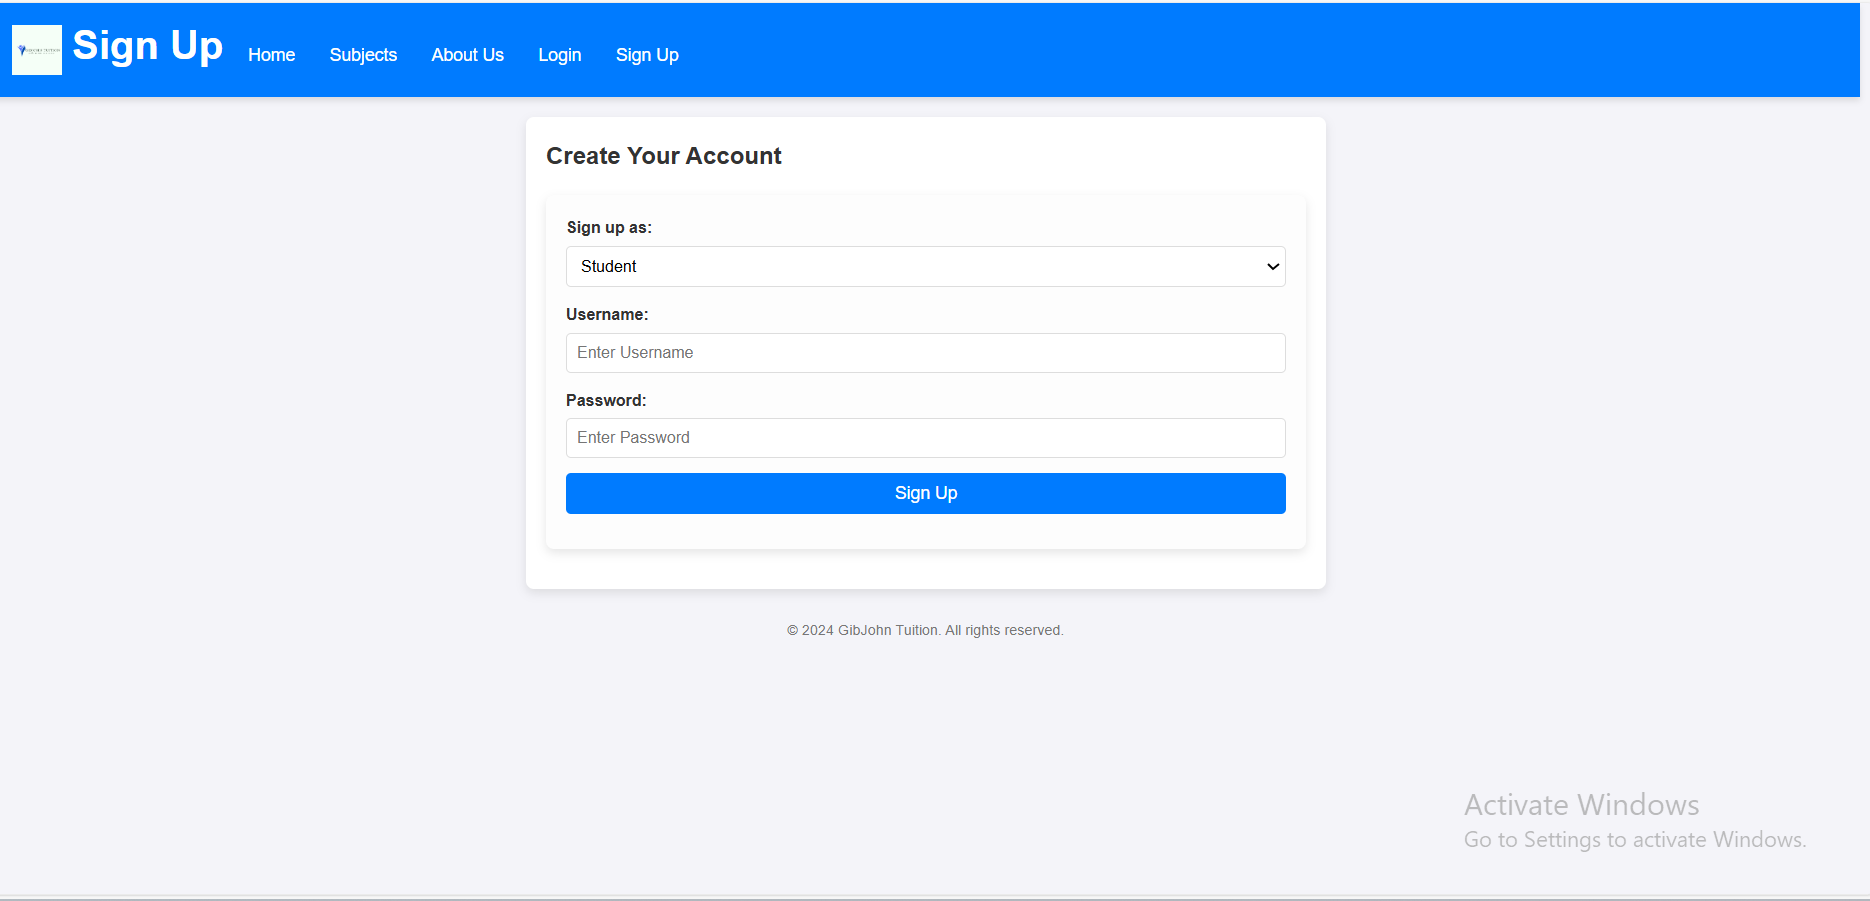 Sign Up
Home Subjects About Us Login Sign Up
Create Your Account
Sign up as:
Student
Username:
Enter Username
Password:
Enter Password
Sign Up
© 2024 GibJohn Tuition. All rights reserved.
Activate Windows
Go to Settings to activate Windows.